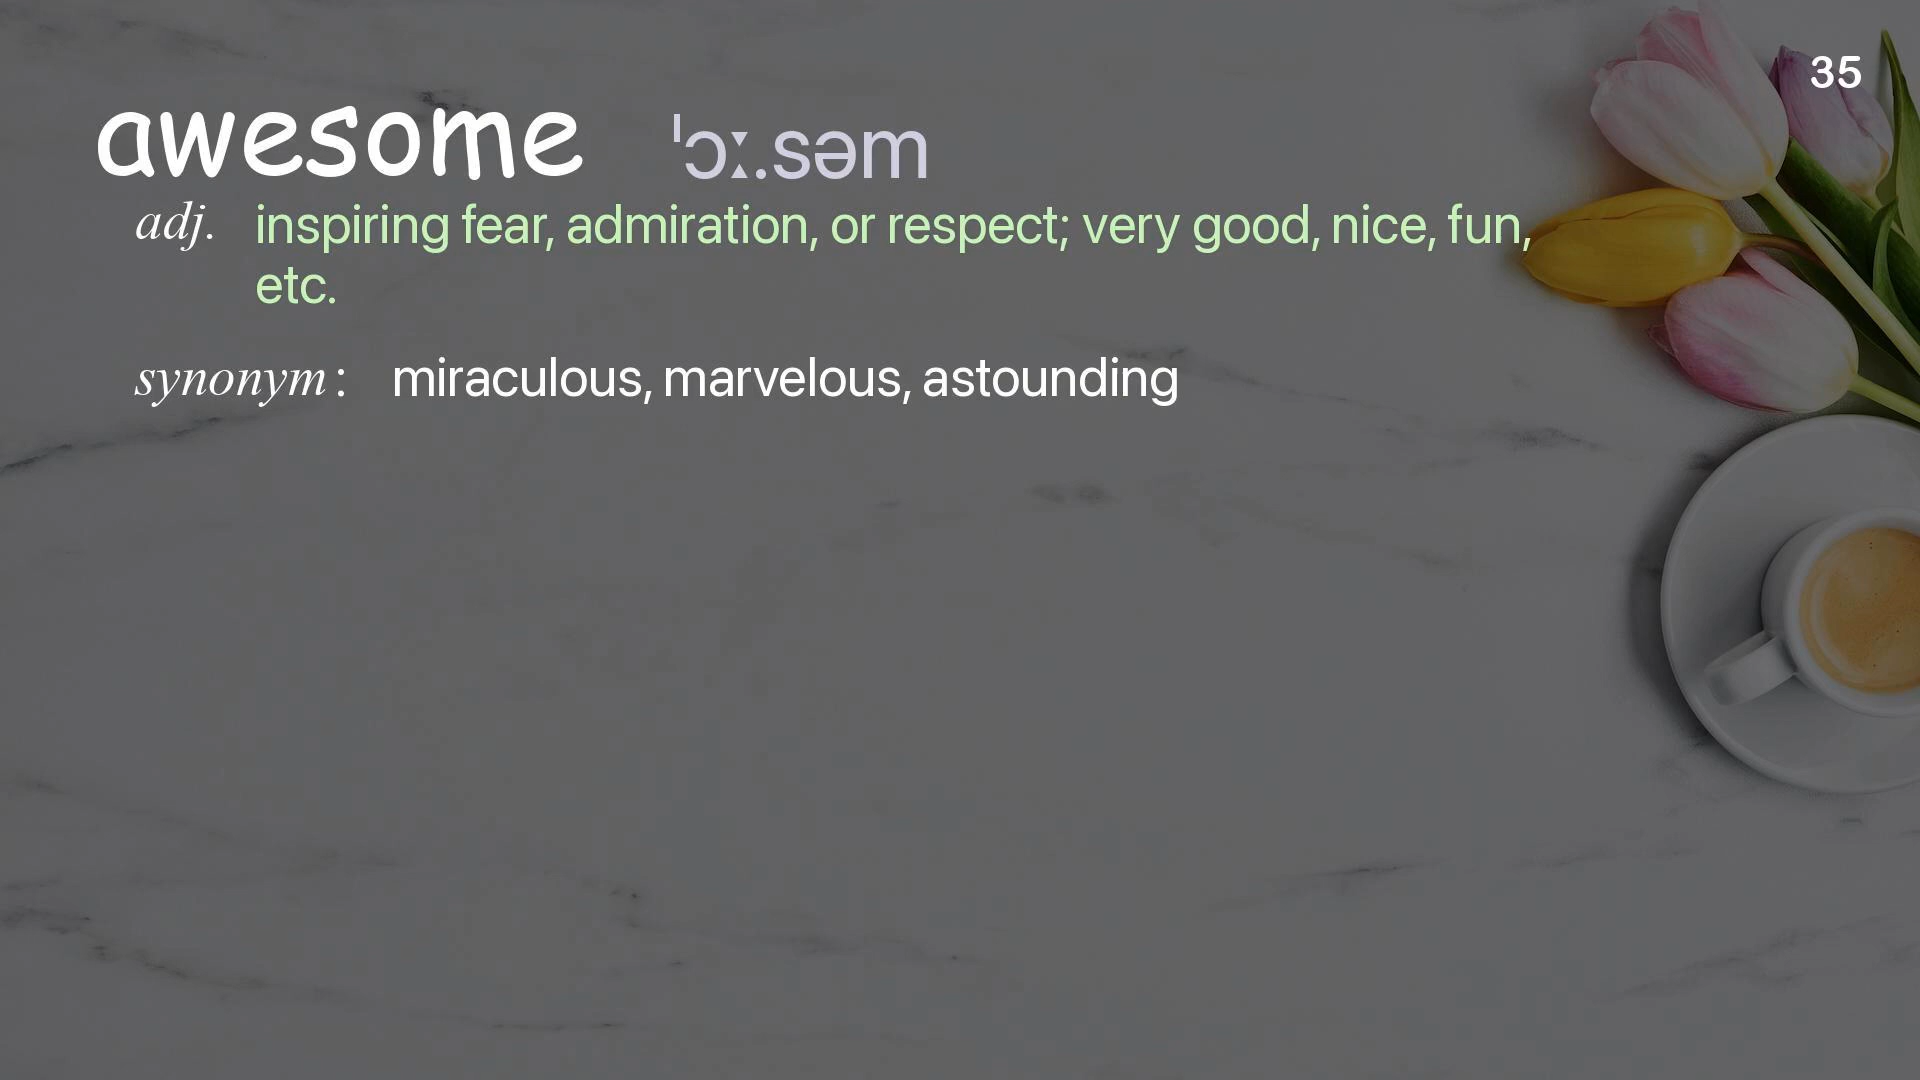 35
awesome ˈɔː.səm
adj. inspiring fear, admiration, or respect; very good, nice, fun,
etc.
synonym: miraculous, marvelous, astounding